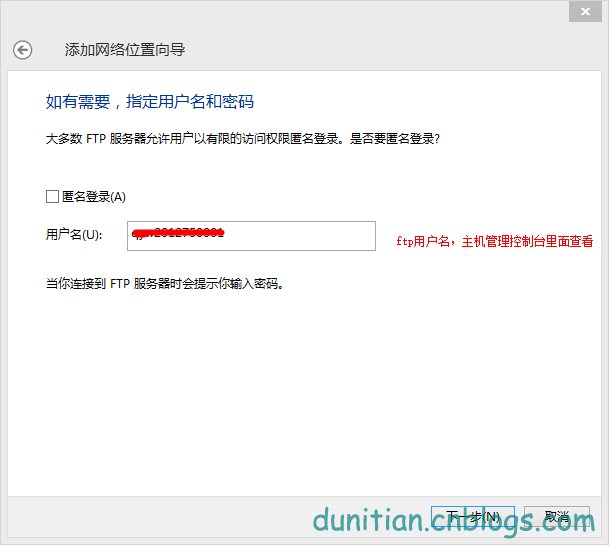 添加网络位置向导
如有需要，指定用户名和密码
大多数 FTP 服务器允许用户以有限的访问权限匿名登录。是否要匿名登录?
匿名登录(A)
用户名(U):
ftp用户名，主机管理控制台里面查看
当你连接到 FTP 服务器时会提示你输入密码。
下一步(N)
取消
dunitian.cnblogs.com